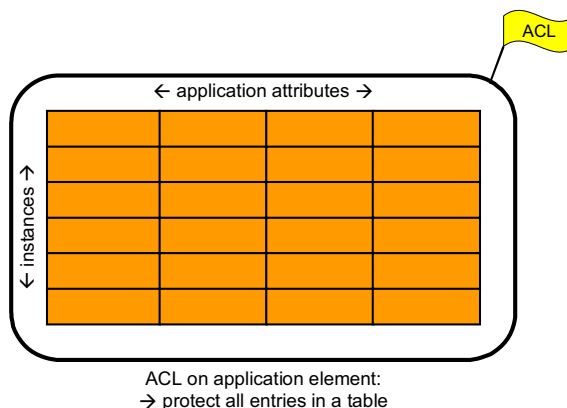 ACL
← application attributes →
← instances →
ACL on application element:
→ protect all entries in a table